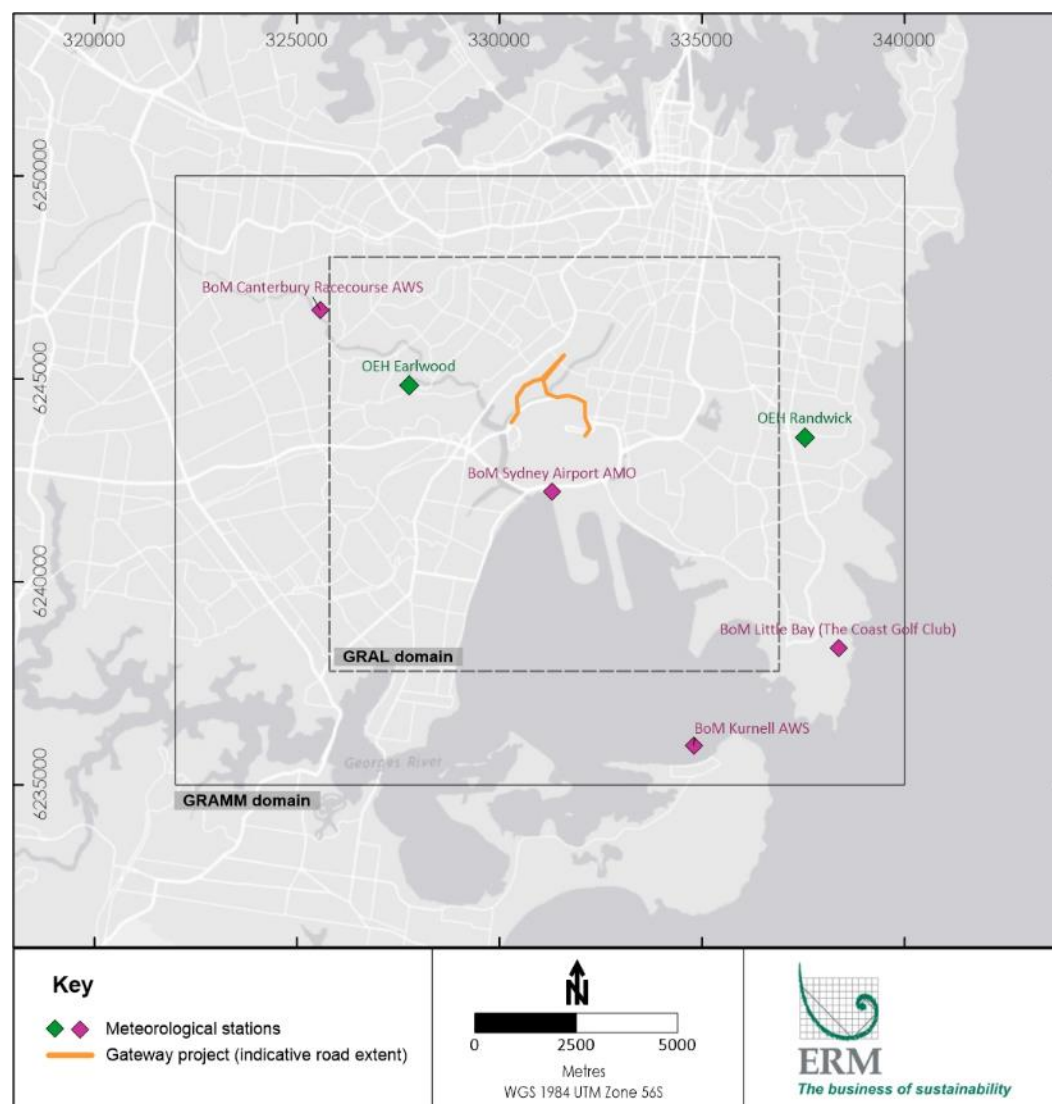 320000 325000 330000 335000 340000
6250000
BoM Canterbury Racecourse AWS
OEH Earlwood
6245000
OEH Randwick
BoM Sydney Airport AMO
6240000
BoM Little Bay (The Coast Golf Club)
GRAL domain
BoM Kurnell AWS
Georges River
6235000
GRAMM domain
Key
Meteorological stations
Gateway project (indicative road extent)
N
0 2500 5000
Metres
WGS 1984 UTM Zone 56S
ERM
The business of sustainability